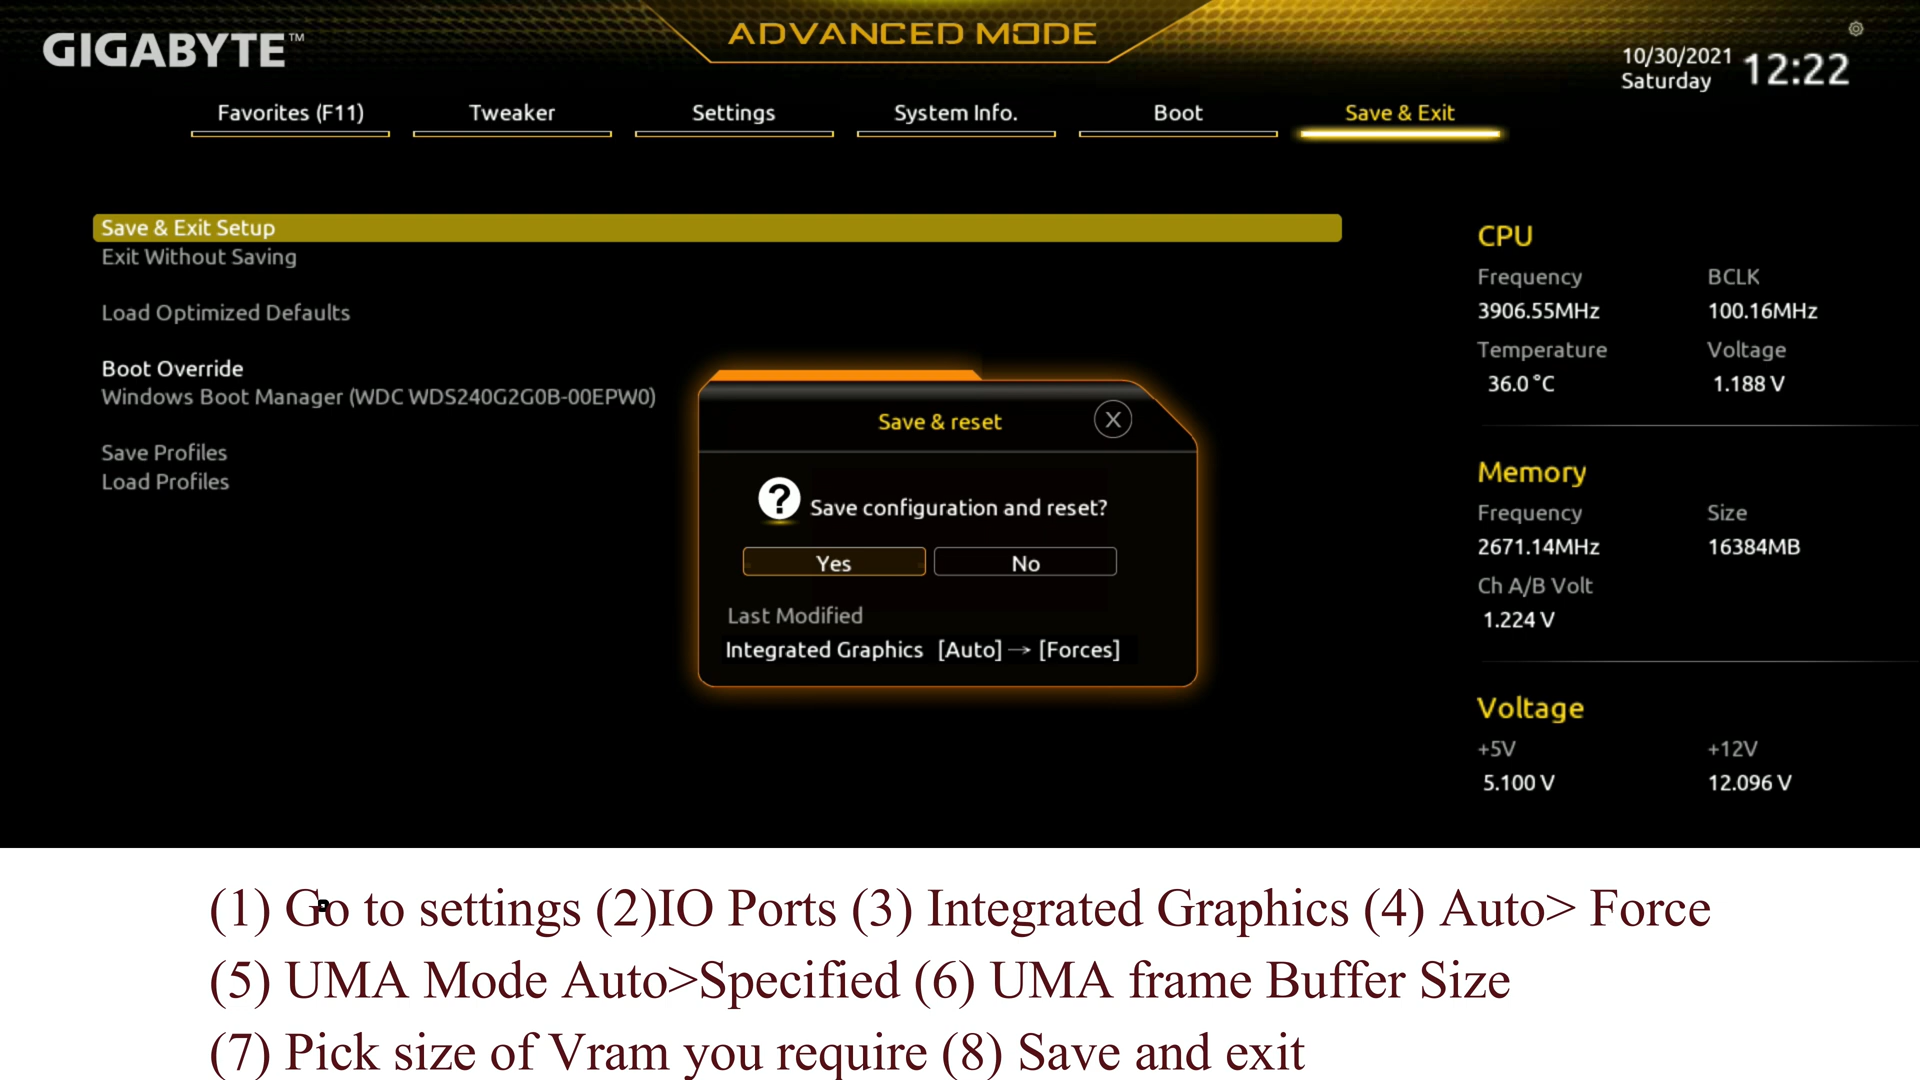 GIGABYTE™
ADVANCED MODE
10/30/2021
Saturday
12:22
Favorites (F11)
Tweaker
Settings
System Info.
Boot
Save & Exit
Save & Exit Setup
Exit Without Saving
Load Optimized Defaults
Boot Override
Windows Boot Manager (WDC WDS240G2G0B-00EPW0)
Save Profiles
Load Profiles
Save & reset
X
? Save configuration and reset?
Yes
No
Last Modified
Integrated Graphics [Auto] → [Forces]
CPU
Frequency BCLK
3906.55MHz 100.16MHz
Temperature Voltage
36.0 °C 1.188 V
Memory
Frequency Size
2671.14MHz 16384MB
Ch A/B Volt
1.224 V
Voltage
+5V +12V
5.100 V 12.096 V
(1) Go to settings (2)IO Ports (3) Integrated Graphics (4) Auto> Force
(5) UMA Mode Auto>Specified (6) UMA frame Buffer Size
(7) Pick size of Vram you require (8) Save and exit